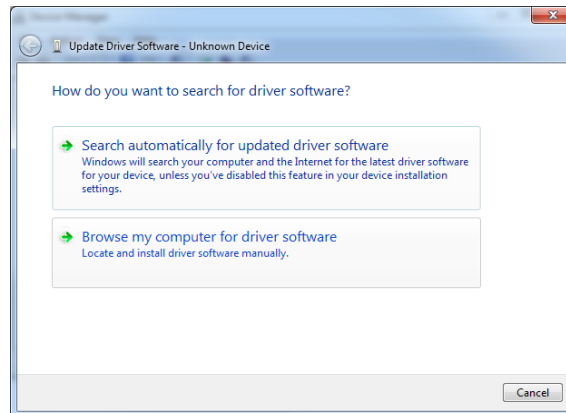 Device Manager
Update Driver Software - Unknown Device
How do you want to search for driver software?
Search automatically for updated driver software
Windows will search your computer and the Internet for the latest driver software
for your device, unless you've disabled this feature in your device installation
settings.
Browse my computer for driver software
Locate and install driver software manually.
Cancel